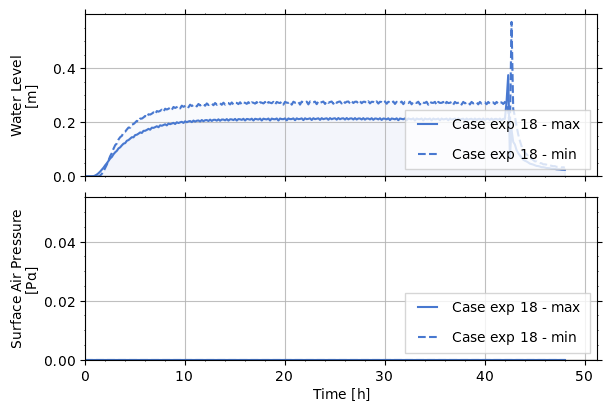 Water Level
[m]
0.4
0.2
0.0
Case exp 18 - max
Case exp 18 - min
Surface Air Pressure
[Pa]
0.04
0.02
0.00
Case exp 18 - max
Case exp 18 - min
0 10 20 30 40 50
Time [h]